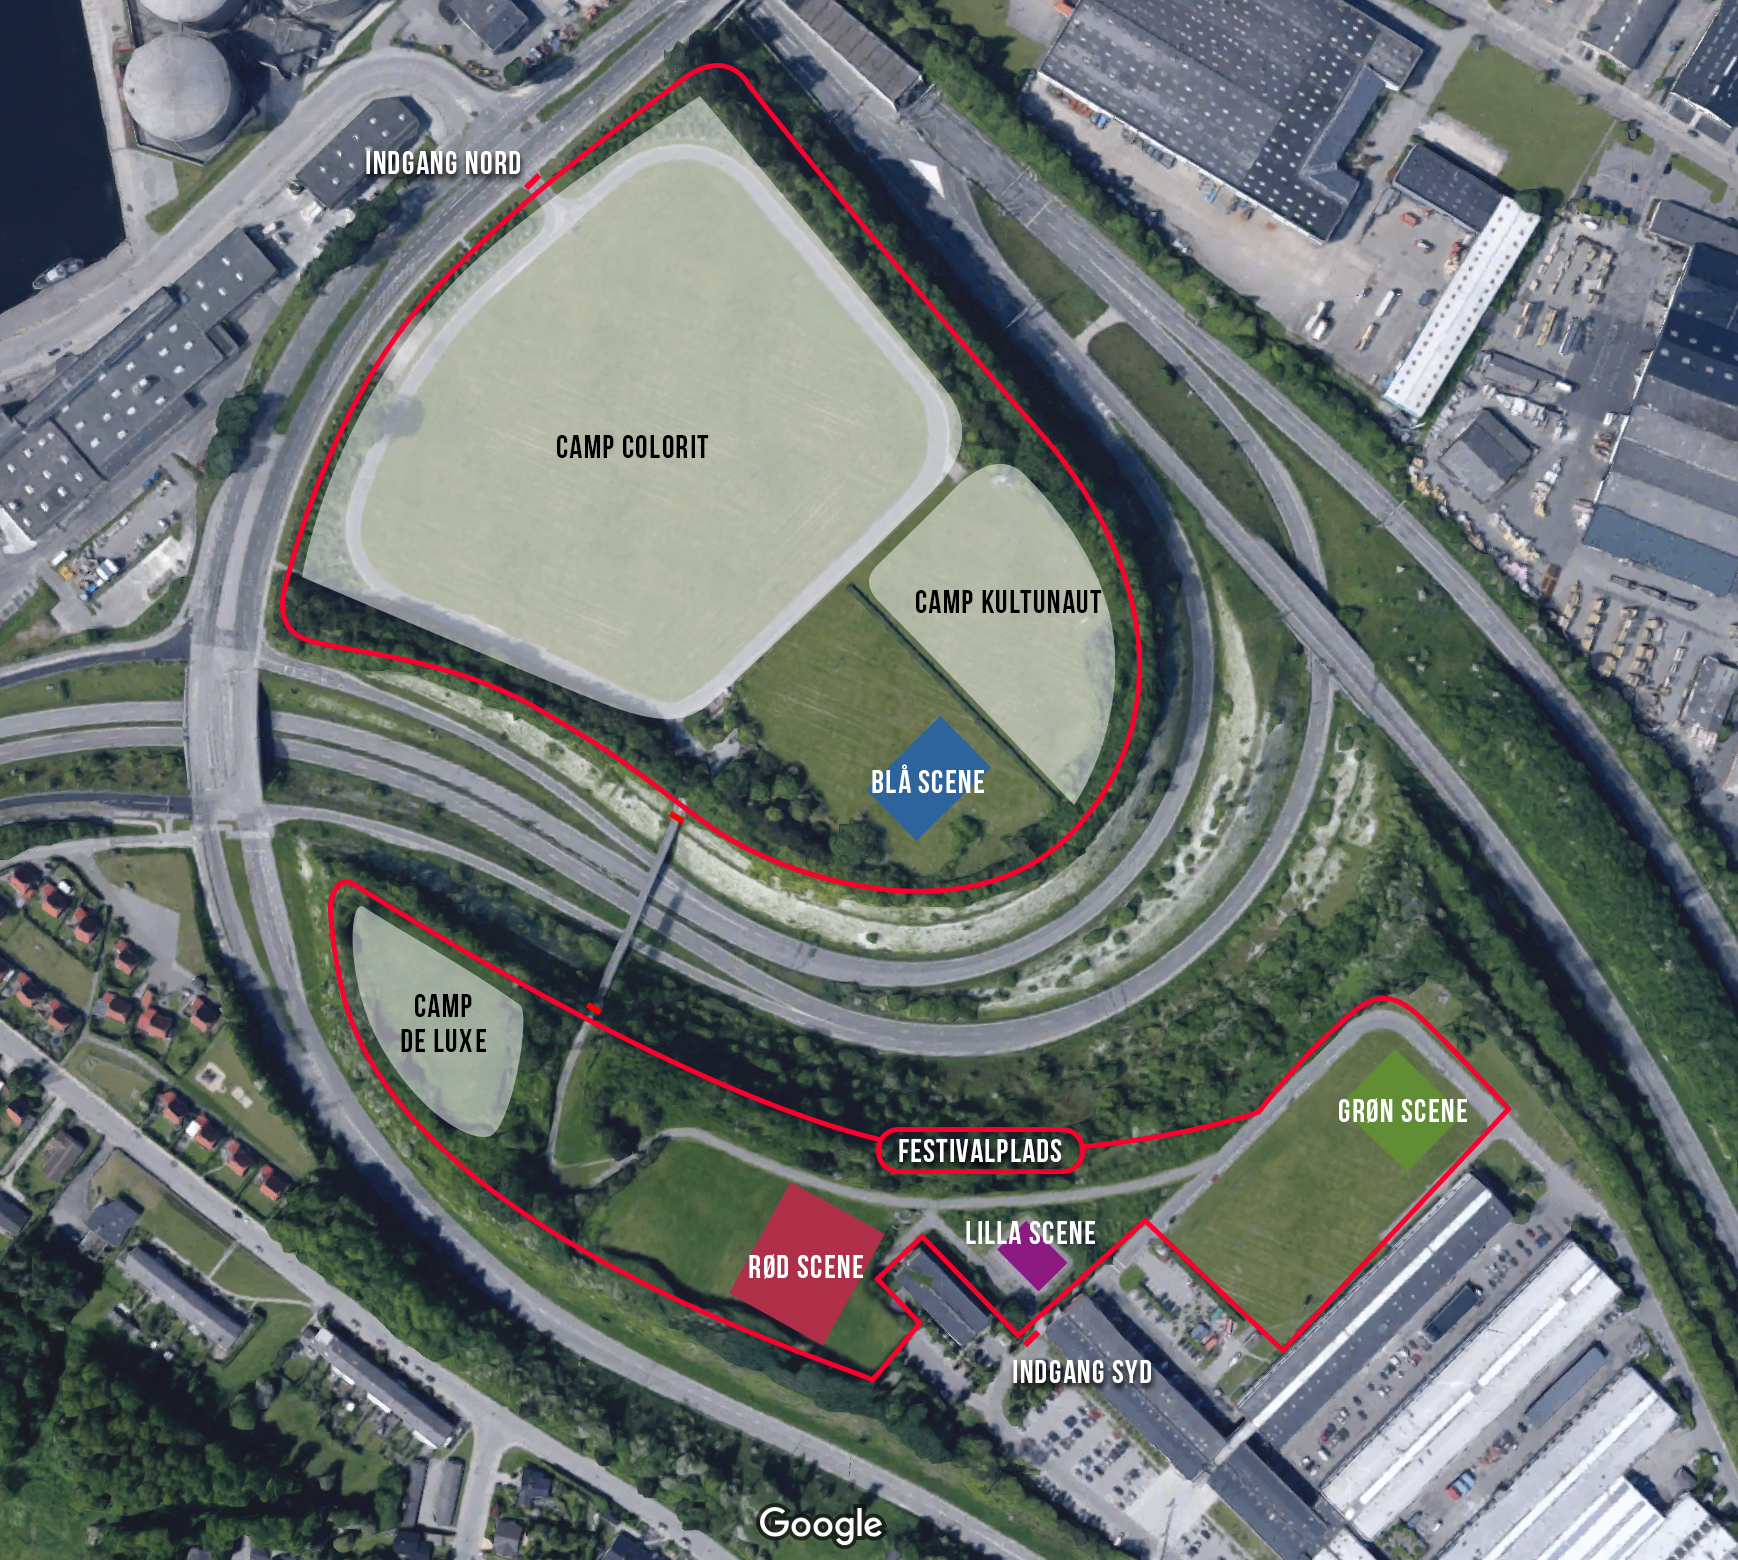 INDGANG NORD
CAMP COLORIT
CAMP KULTUNAUT
BLÅ SCENE
CAMP
DE LUXE
GRØN SCENE
FESTIVALPLADS
LILLA SCENE
RØD SCENE
INDGANG SYD
Google